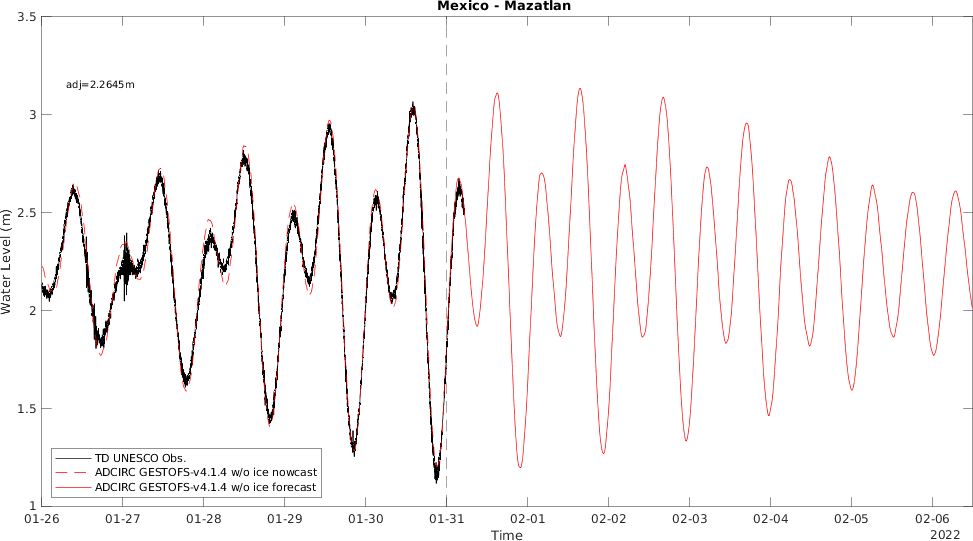 Mexico - Mazatlan
3.5
adj=2.2645m
3
2.5
Water Level (m)
2
1.5
TD UNESCO Obs.
ADCIRC GESTOFS-v4.1.4 w/o ice nowcast
ADCIRC GESTOFS-v4.1.4 w/o ice forecast
1
01-26 01-27 01-28 01-29 01-30 01-31 02-01 02-02 02-03 02-04 02-05 02-06
Time 2022